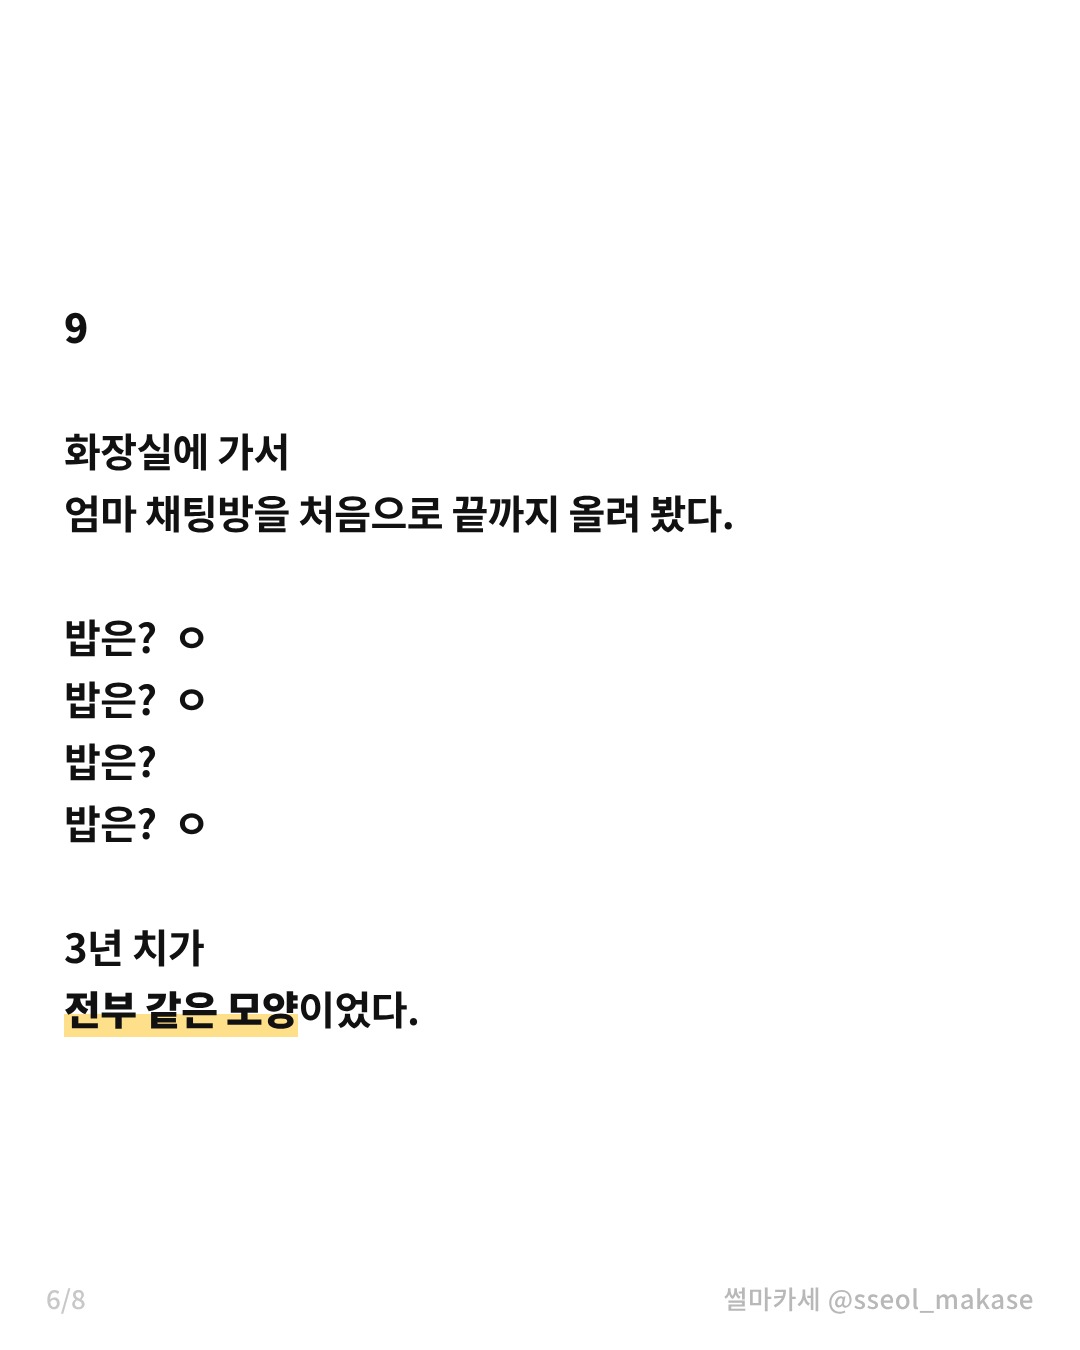 9
화장실에 가서
엄마 채팅방을 처음으로 끝까지 올려 봤다.
밥은? ㅇ
밥은? ㅇ
밥은?
밥은? ㅇ
3년 치가
전부 같은 모양이었다.
6/8
썰마카세 @sseol_makase